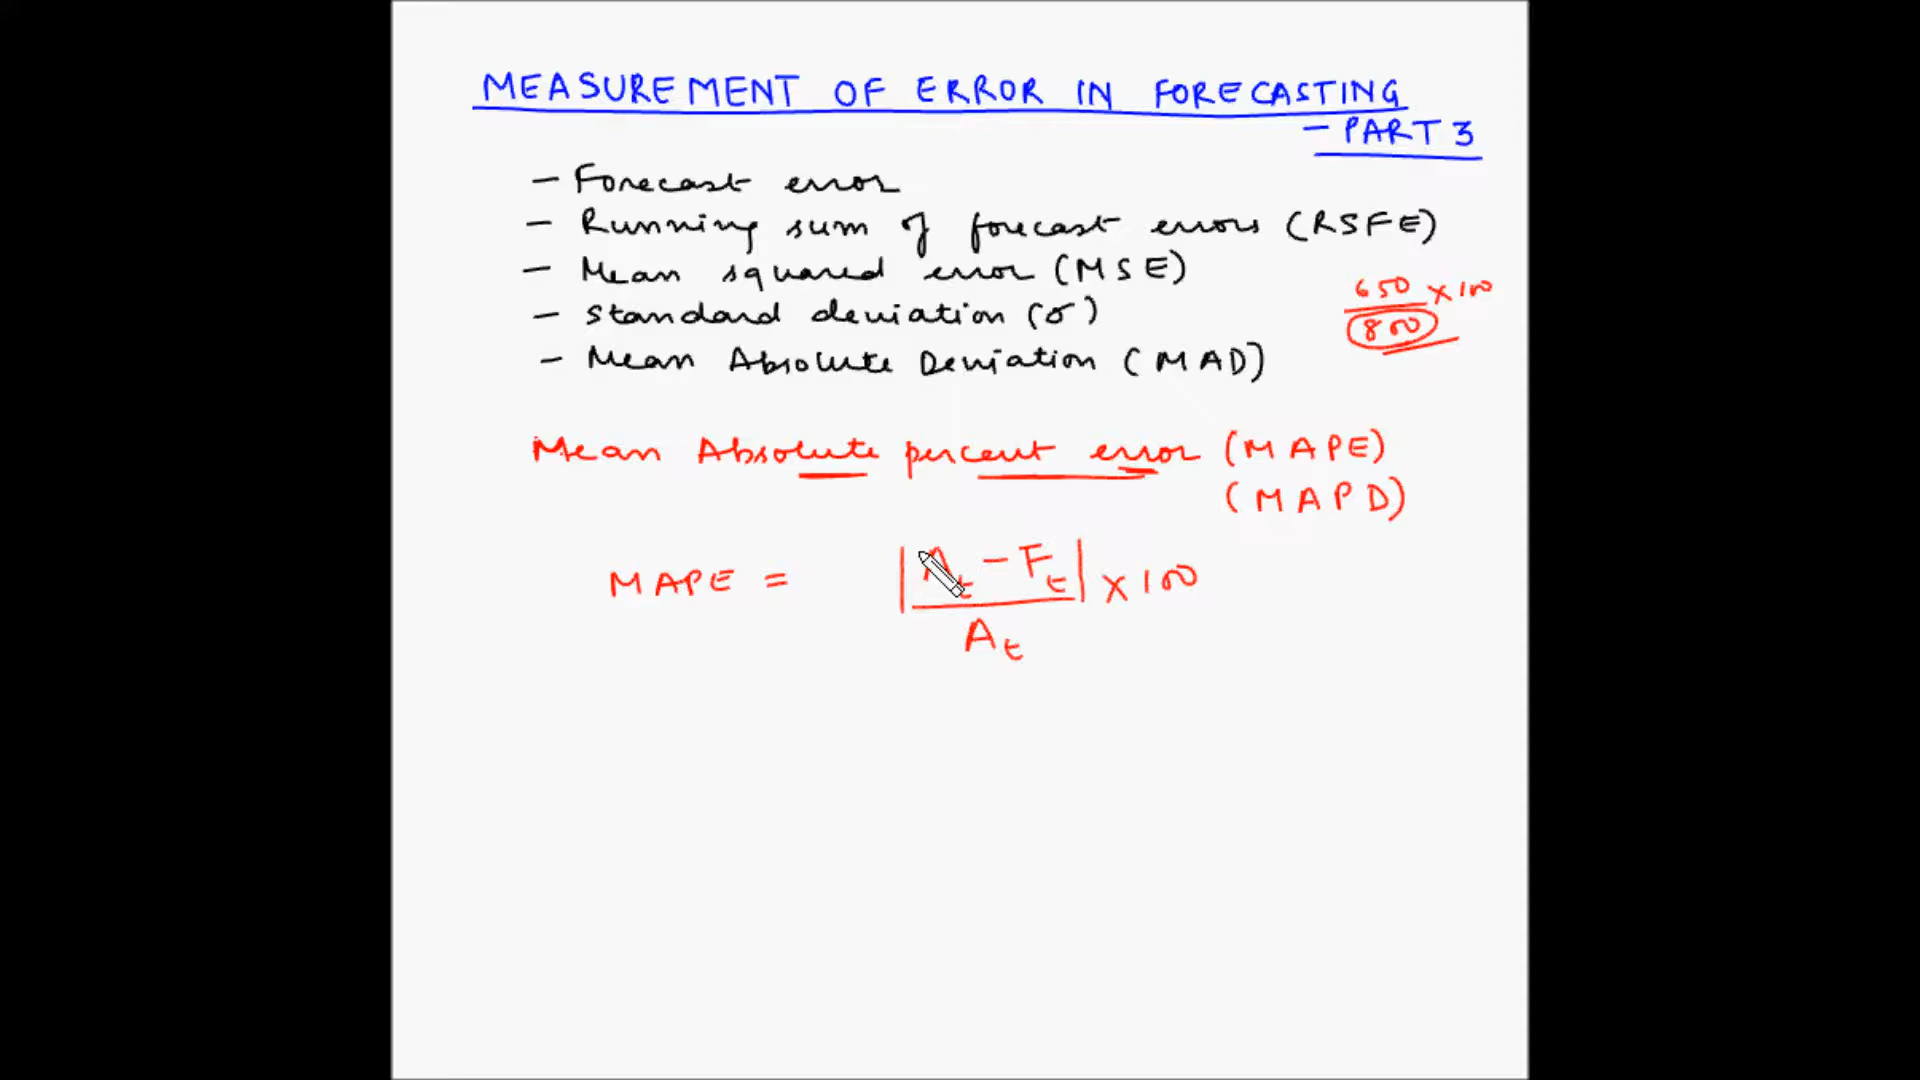 MEASUREMENT OF ERROR IN FORECASTING
- PART 3
- Forecast error
- Running sum of forecast errors (RSFE)
- Mean squared error (MSE)
- Standard deviation (σ)
- Mean Absolute Deviation (MAD)
650 × 100
800
Mean Absolute percent error (MAPE)
(MAPD)
MAPE = |At - Ft| × 100
At